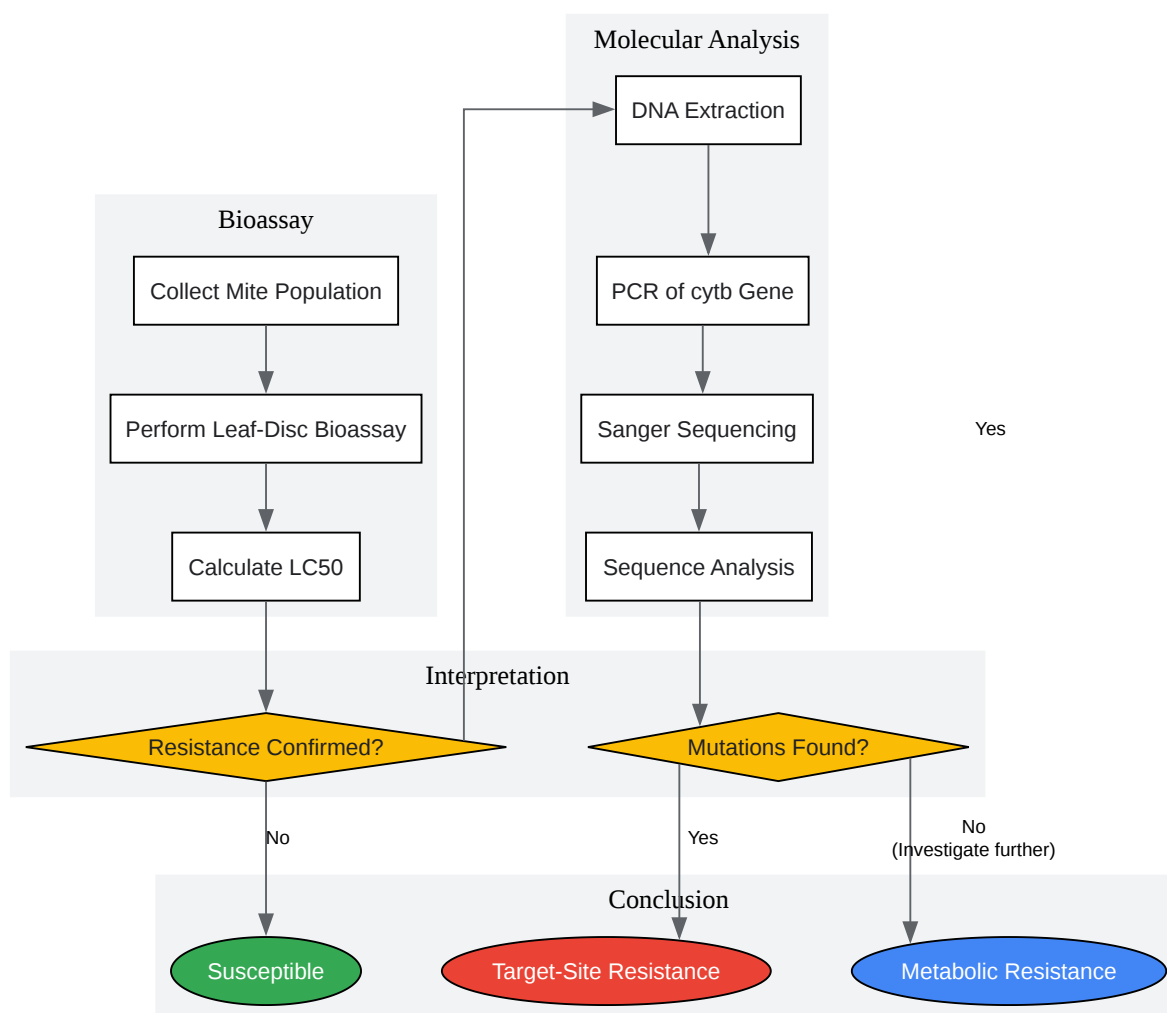 Molecular Analysis
DNA Extraction
Bioassay
Collect Mite Population
PCR of cytb Gene
Perform Leaf-Disc Bioassay
Sanger Sequencing
Yes
Calculate LC50
Sequence Analysis
Interpretation
Resistance Confirmed?
Mutations Found?
No
Yes
No
(Investigate further)
Conclusion
Susceptible
Target-Site Resistance
Metabolic Resistance